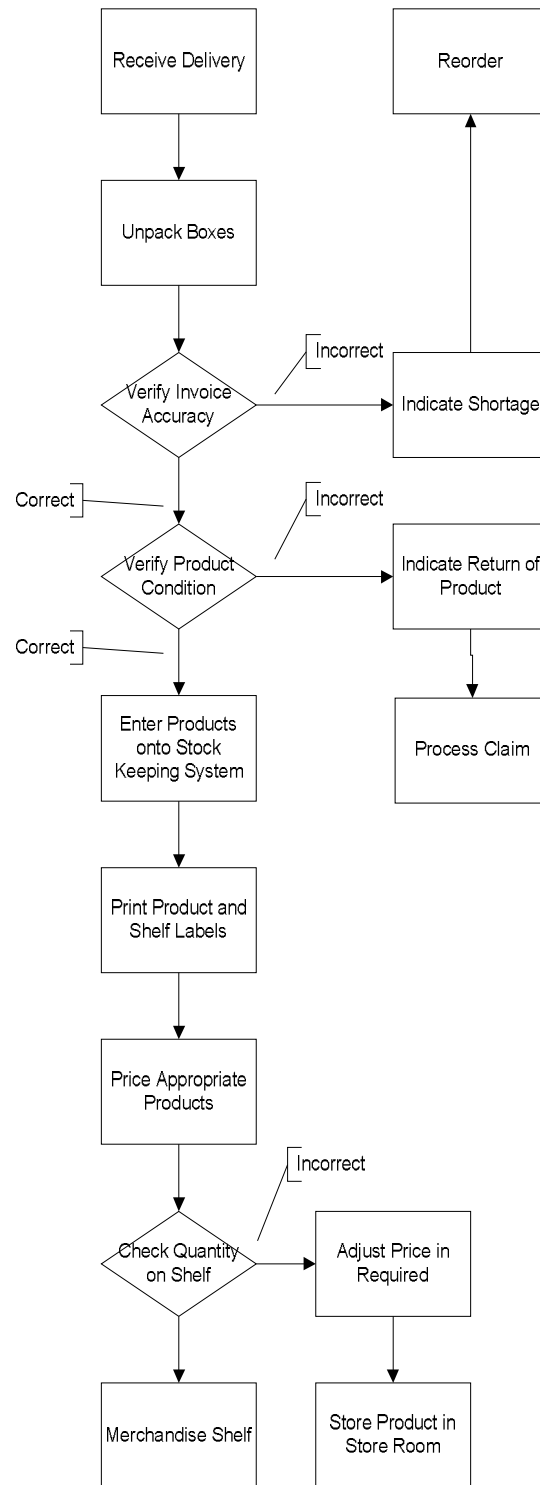 Receive Delivery
Reorder
Unpack Boxes
Incorrect
Verify Invoice
Accuracy
Indicate Shortage
Correct
Incorrect
Verify Product
Condition
Indicate Return of
Product
Correct
Enter Products
onto Stock
Keeping System
Process Claim
Print Product and
Shelf Labels
Price Appropriate
Products
Incorrect
Check Quantity
on Shelf
Adjust Price in
Required
Merchandise Shelf
Store Product in
Store Room